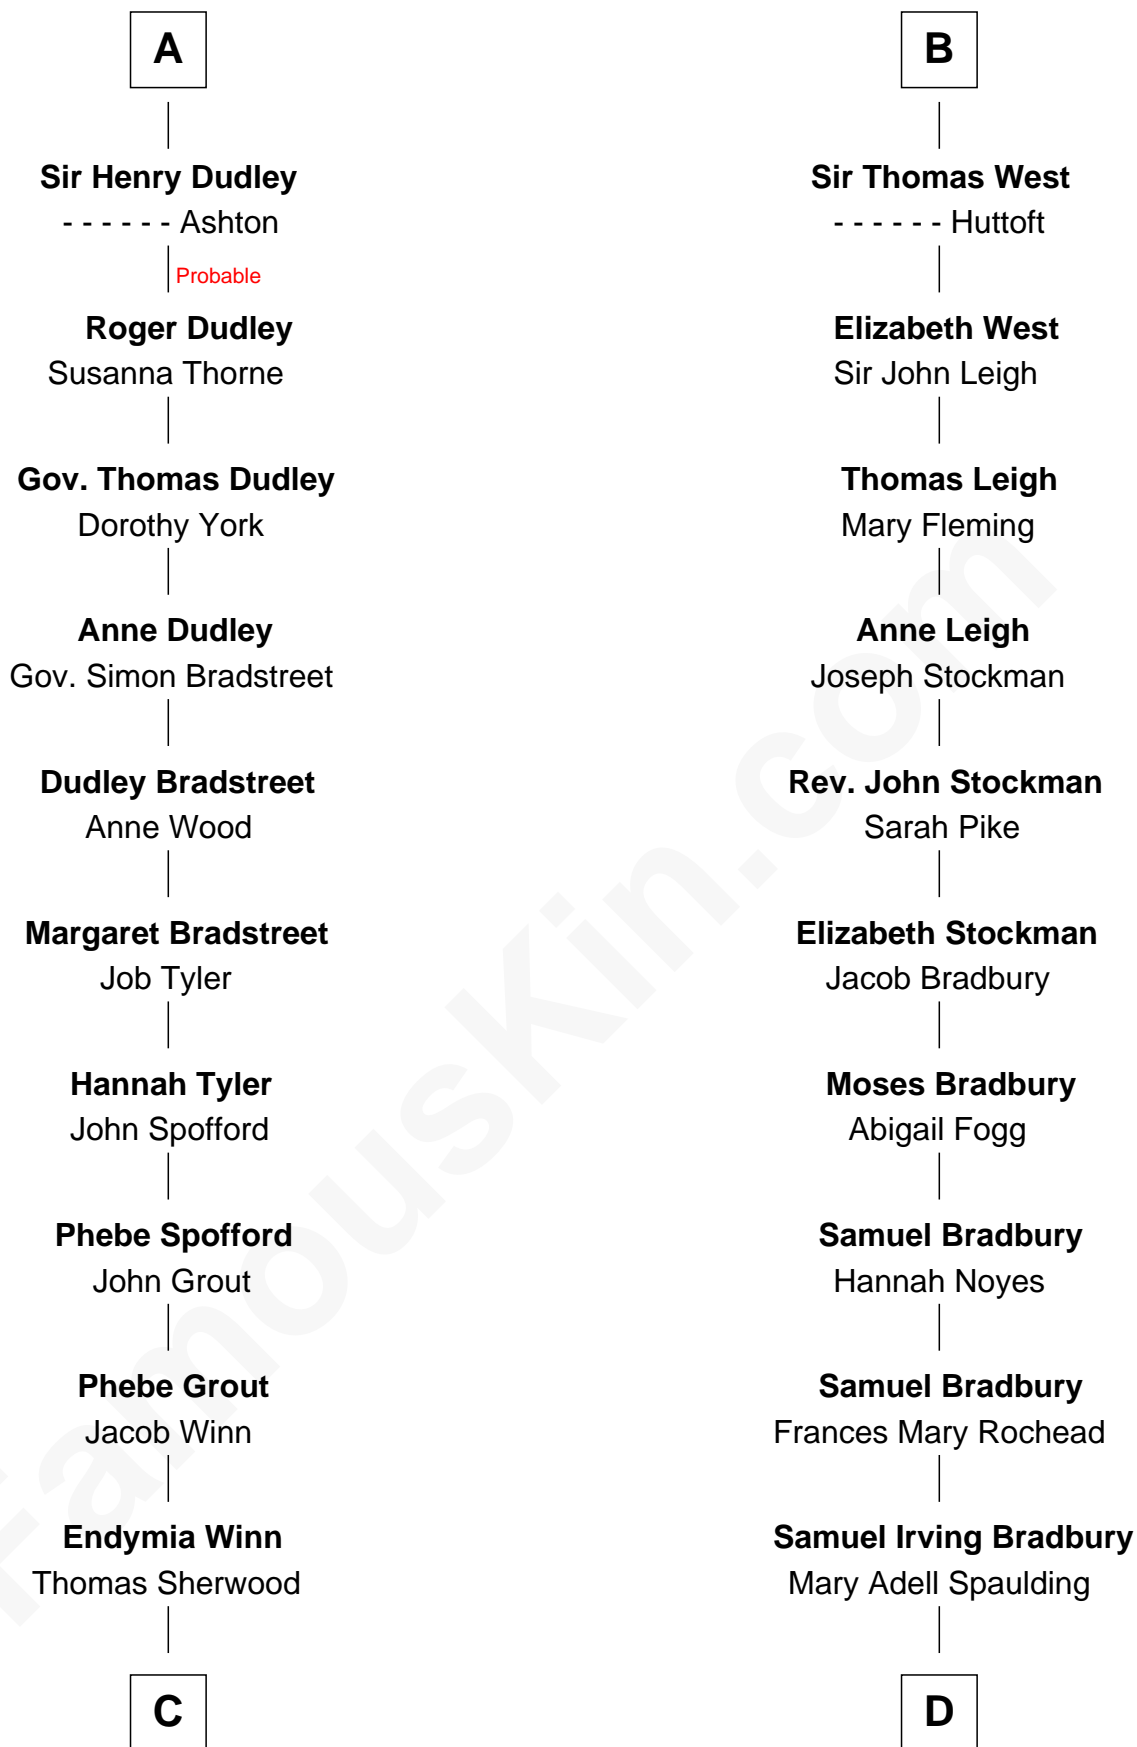 A
Sir Henry Dudley
- - - - - - Ashton
Probable
Roger Dudley
Susanna Thorne
Gov. Thomas Dudley
Dorothy York
Anne Dudley
Gov. Simon Bradstreet
Dudley Bradstreet
Anne Wood
Margaret Bradstreet
Job Tyler
Hannah Tyler
John Spofford
Phebe Spofford
John Grout
Phebe Grout
Jacob Winn
Endymia Winn
Thomas Sherwood
C
B
Sir Thomas West
- - - - - - Huttoft
Elizabeth West
Sir John Leigh
Thomas Leigh
Mary Fleming
Anne Leigh
Joseph Stockman
Rev. John Stockman
Sarah Pike
Elizabeth Stockman
Jacob Bradbury
Moses Bradbury
Abigail Fogg
Samuel Bradbury
Hannah Noyes
Samuel Bradbury
Frances Mary Rochead
Samuel Irving Bradbury
Mary Adell Spaulding
D
FamousKin.com